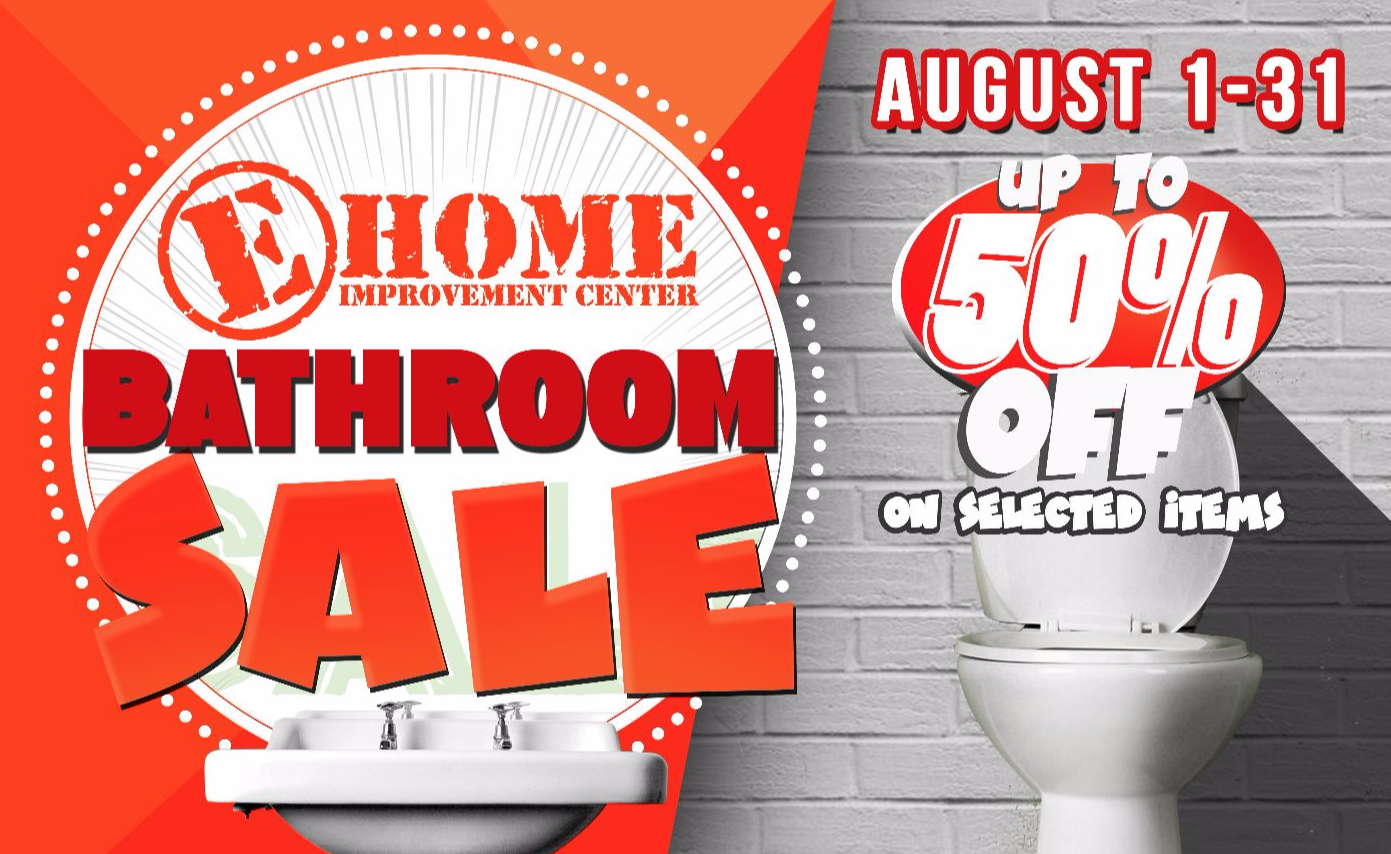 E HOME
IMPROVEMENT CENTER
BATHROOM
SALE
AUGUST 1-31
UP TO
50%
OFF
ON SELECTED iTEMS